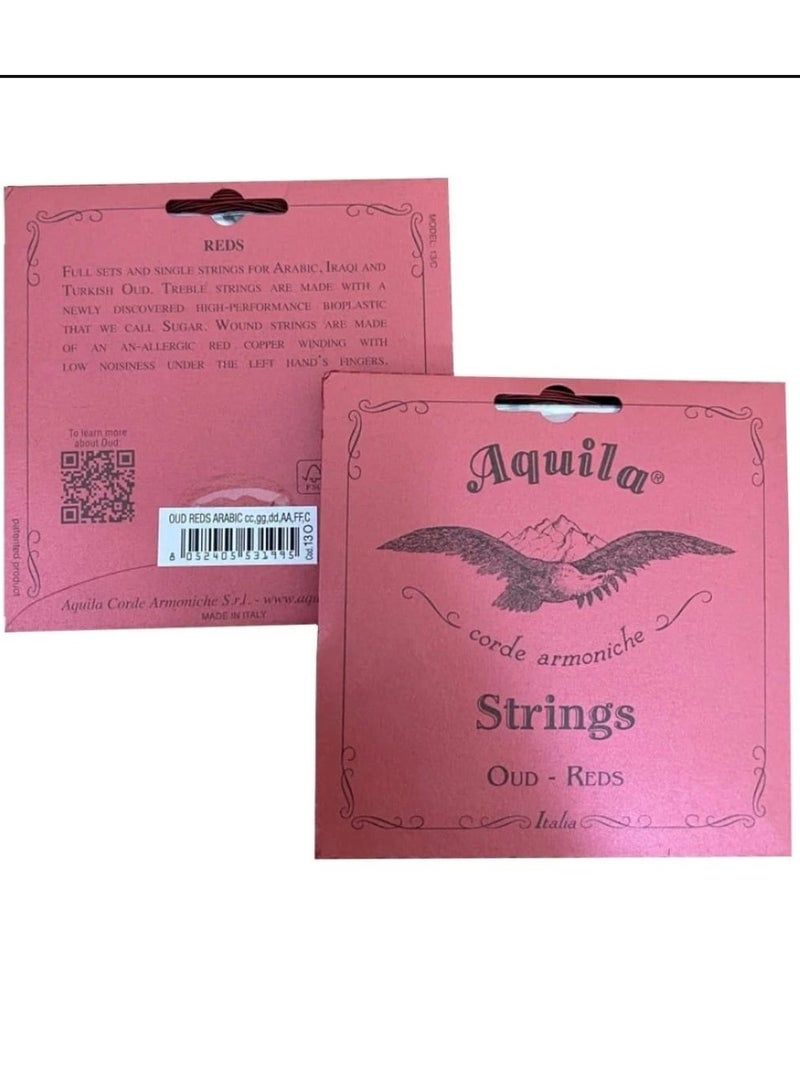 REDS
Full sets and single strings for Arabic, Iraqi and
Turkish Oud. Treble strings are made with a
newly discovered high-performance bioplastic
that we call Sugar. Wound strings are made
of an an-allergic red copper winding with
low noisiness under the left hand's fingers.
MODEL: 13/C
To learn more
about Oud:
FSC
OUD REDS ARABIC cc,gg,dd,AA,FF,C
8 052405 531995
Cod. 13 O
patented product
Aquila Corde Armoniche S.r.l. - www.aqu
MADE IN ITALY
Aquila®
corde armoniche
Strings
Oud - Reds
Italia